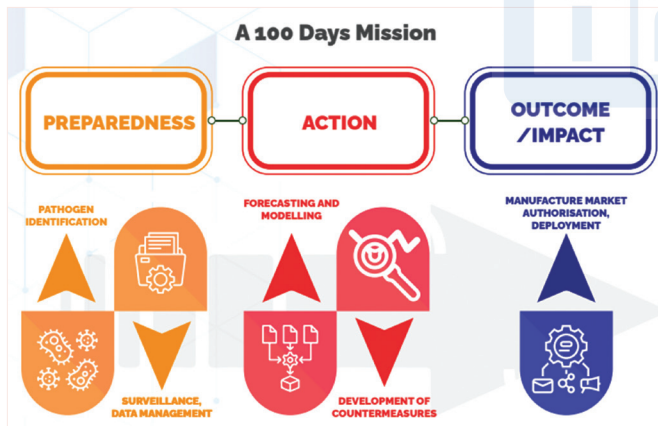 A 100 Days Mission
PREPAREDNESS
ACTION
OUTCOME
/IMPACT
PATHOGEN
IDENTIFICATION
SURVEILLANCE,
DATA MANAGEMENT
FORECASTING AND
MODELLING
DEVELOPMENT OF
COUNTERMEASURES
MANUFACTURE MARKET
AUTHORISATION,
DEPLOYMENT